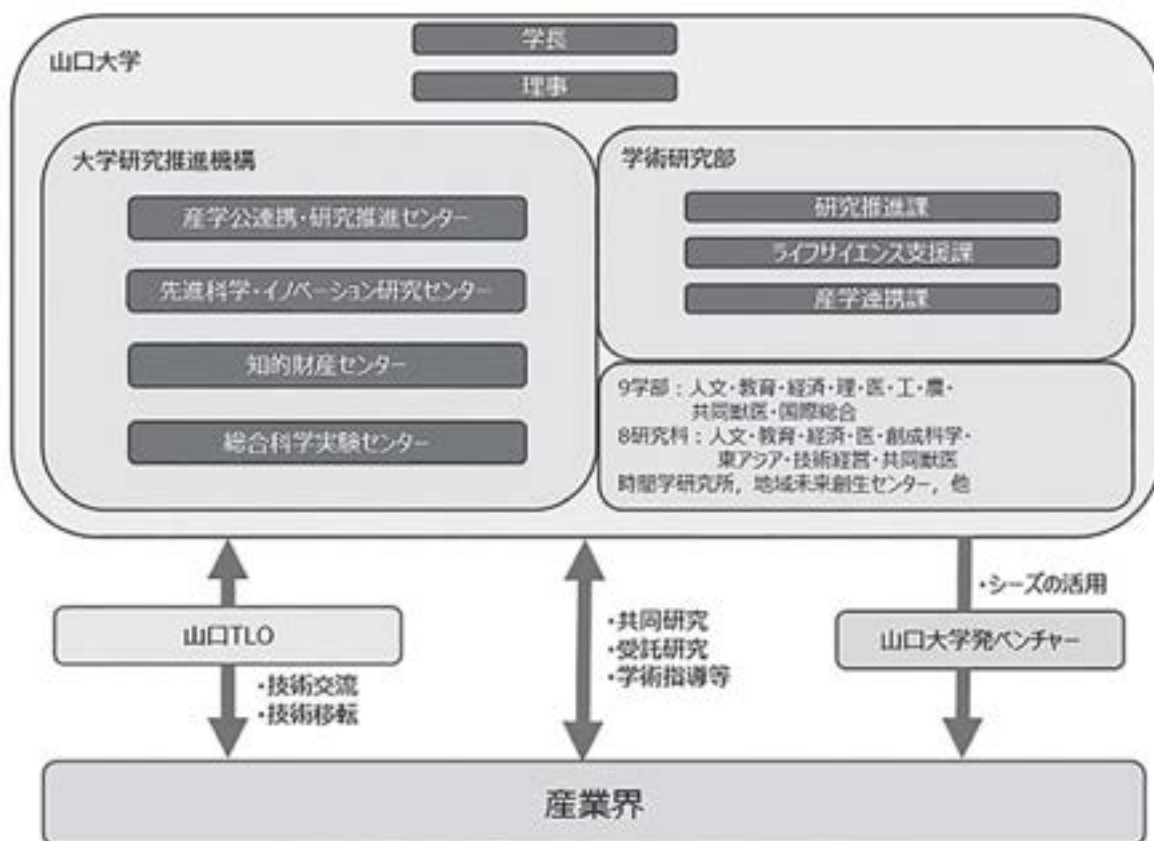 山口大学
学長
理事
大学研究推進機構
産学公連携・研究推進センター
先進科学・イノベーション研究センター
知的財産センター
総合科学実験センター
学術研究部
研究推進課
ライフサイエンス支援課
産学連携課
9学部：人文・教育・経済・理・医・工・農・
共同獣医・国際総合
8研究科：人文・教育・経済・医・創成科学・
東アジア・技術経営・共同獣医
時間学研究所，地域未来創生センター，他
山口TLO
・技術交流
・技術移転
・共同研究
・受託研究
・学術指導等
・シーズの活用
山口大学発ベンチャー
産業界